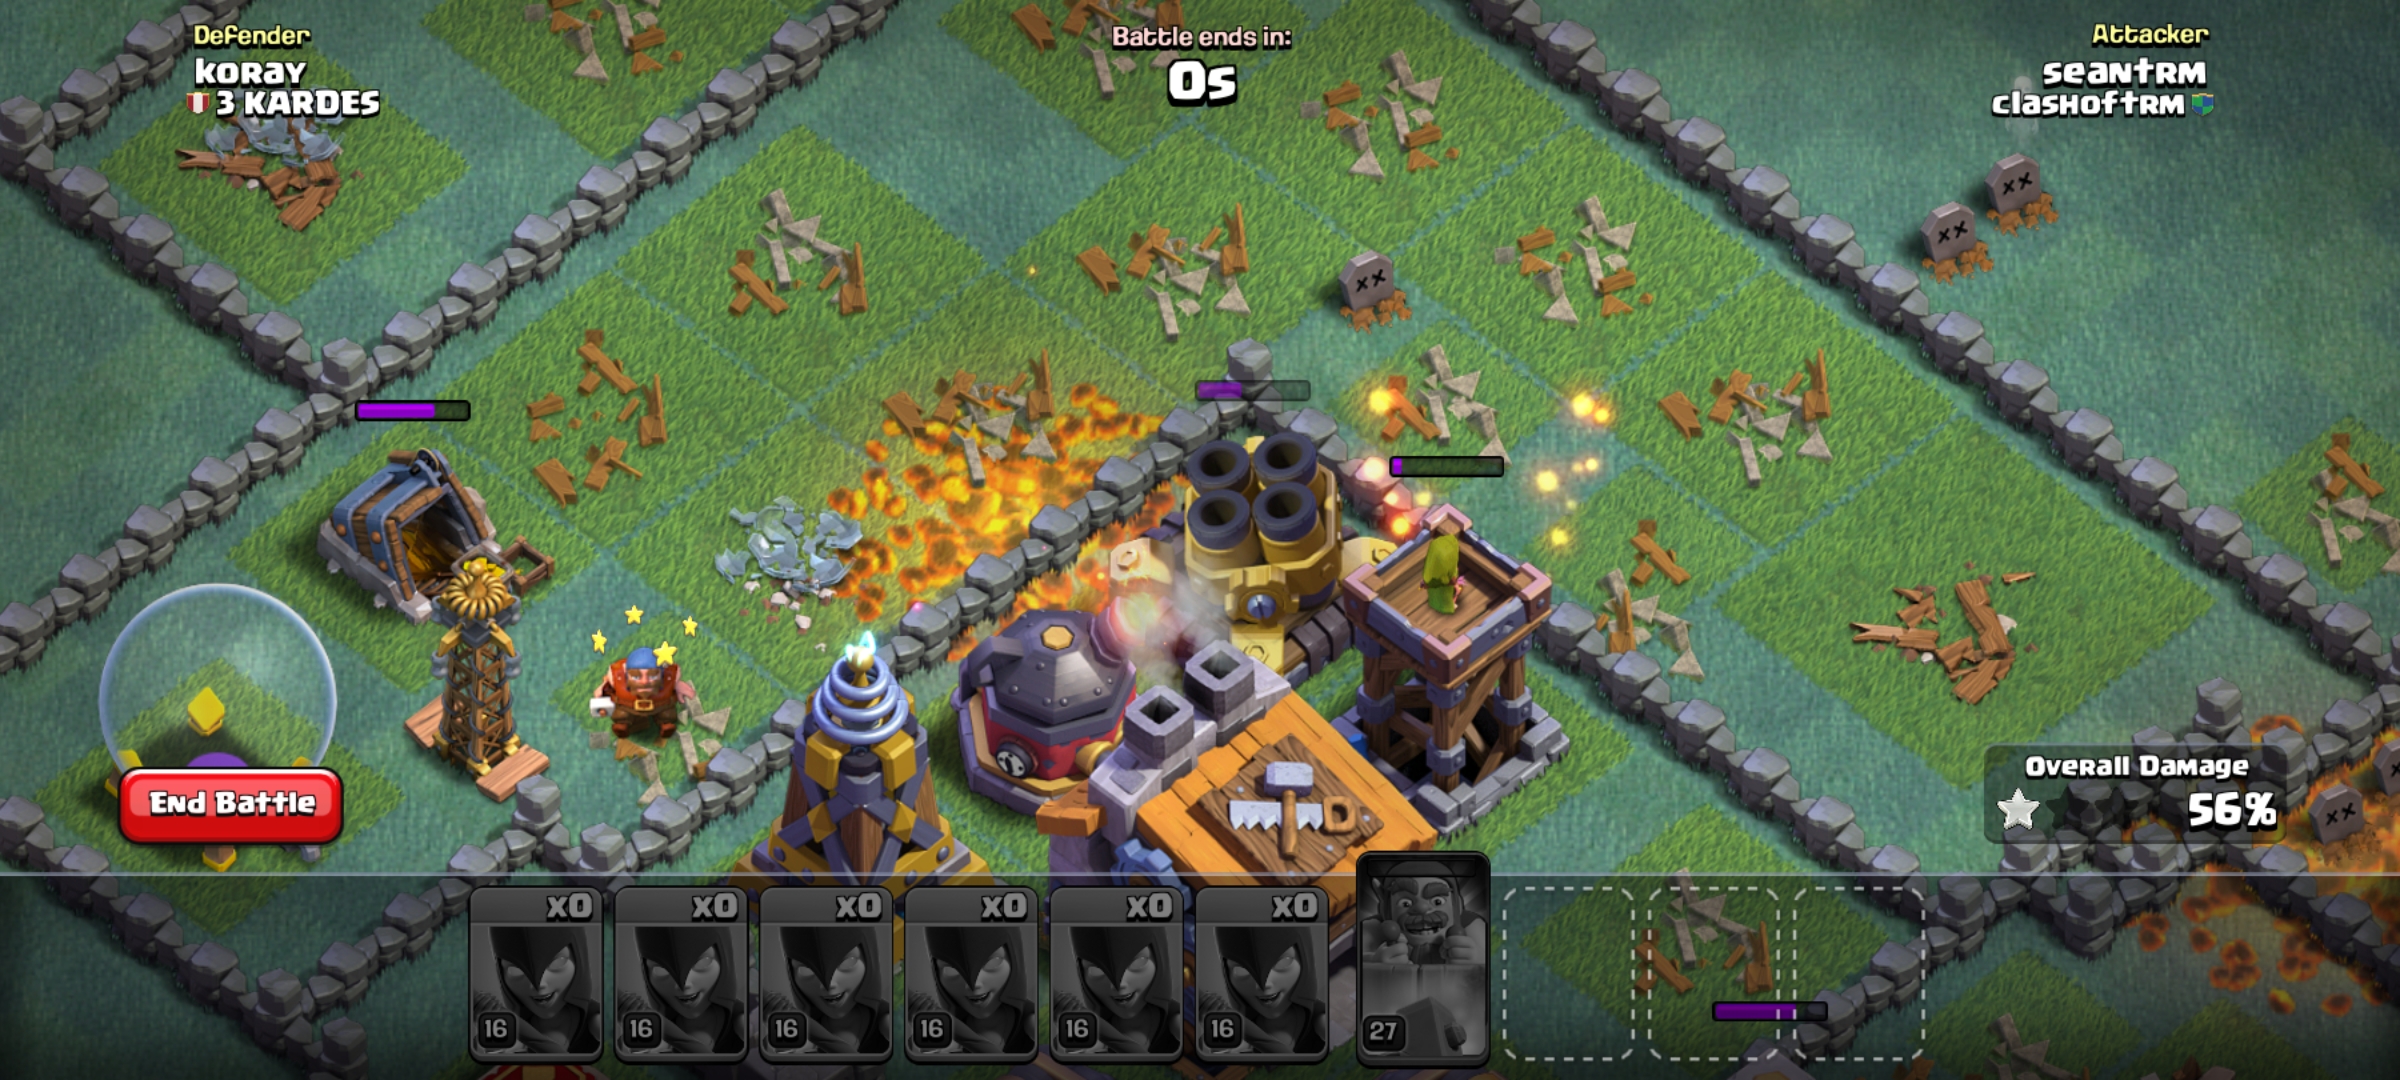 Defender
koray
3 KARDES
Battle ends in:
0s
Attacker
seantrm
clashoftrm
End Battle
Overall Damage
56%
x0
x0
x0
x0
x0
x0
16
16
16
16
16
16
27